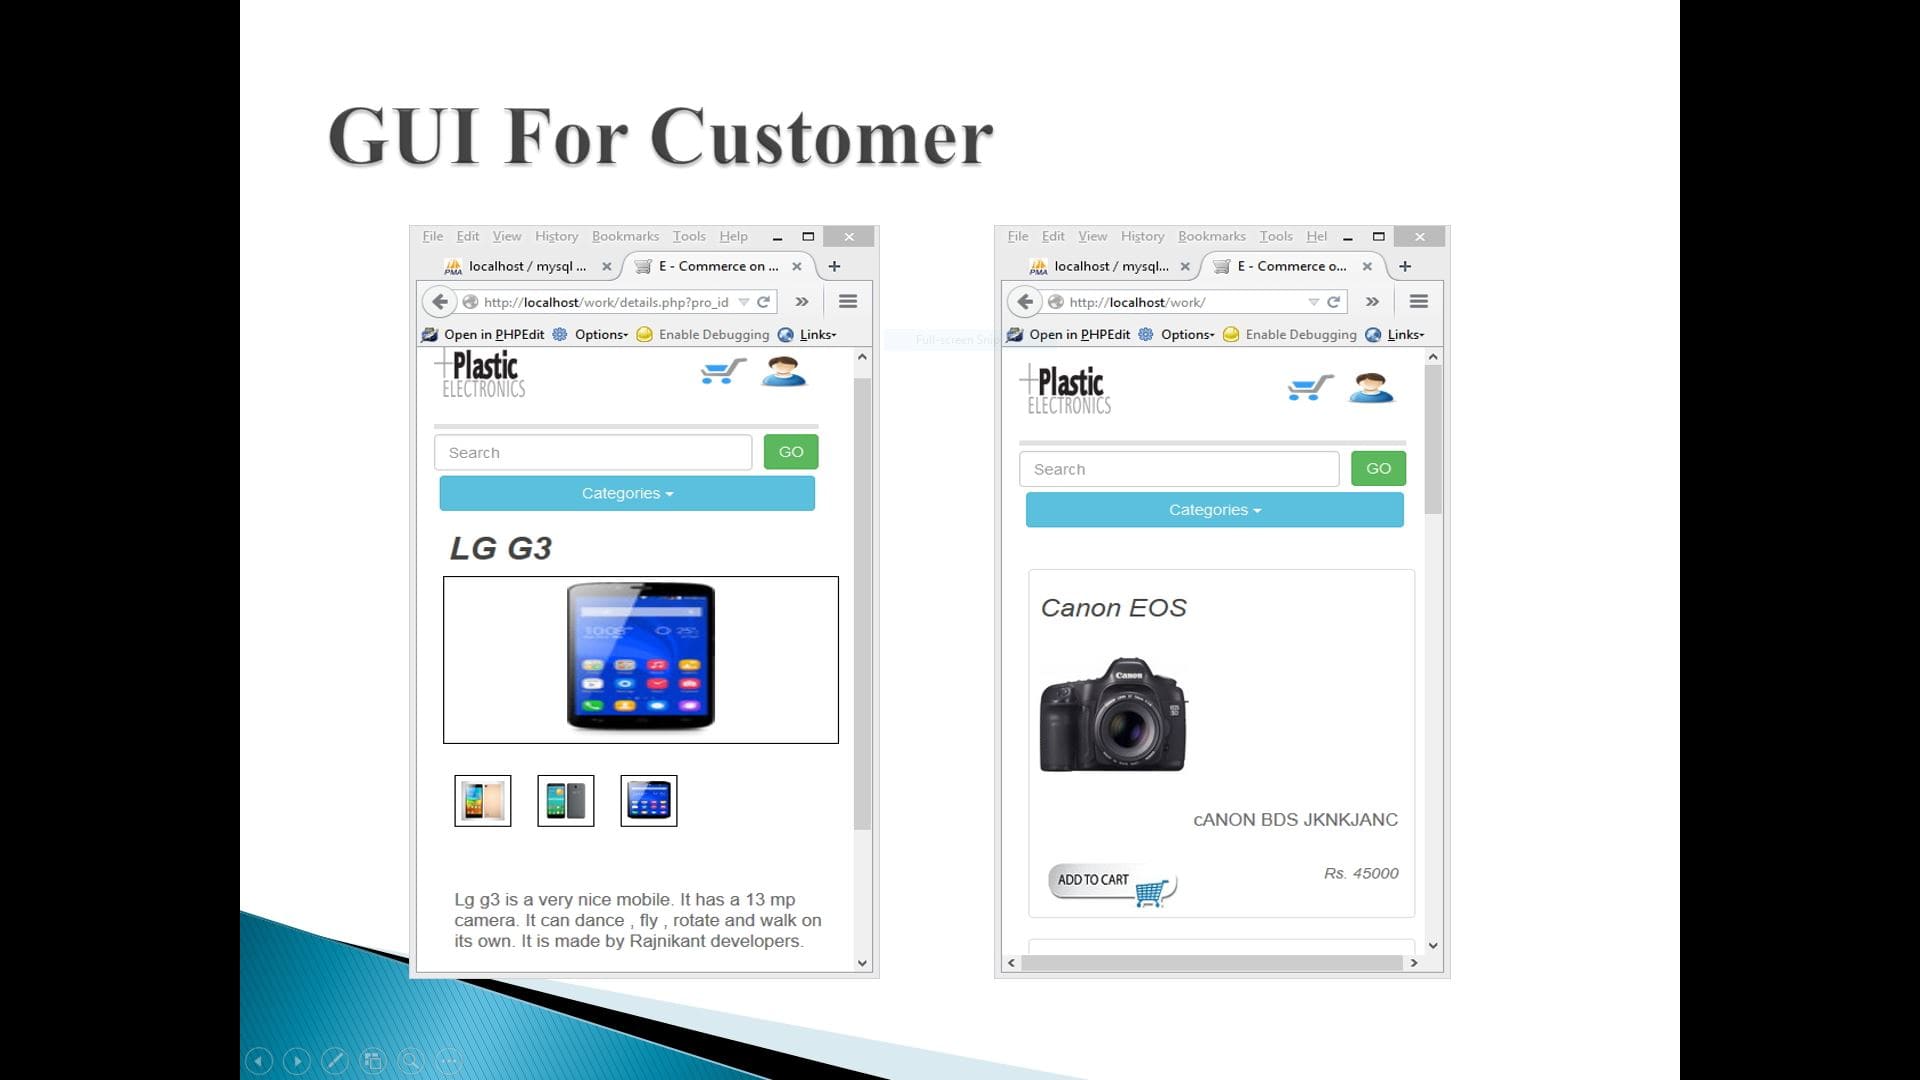 GUI For Customer
File Edit View History Bookmarks Tools Help
localhost / mysql ... E - Commerce on ...
http://localhost/work/details.php?pro_id
Open in PHPEdit Options Enable Debugging Links
Plastic
ELECTRONICS
Search GO
Categories
LG G3
Lg g3 is a very nice mobile. It has a 13 mp
camera. It can dance , fly , rotate and walk on
its own. It is made by Rajnikant developers.
Full-screen Snip
File Edit View History Bookmarks Tools Hel
localhost / mysql... E - Commerce o...
http://localhost/work/
Open in PHPEdit Options Enable Debugging Links
Plastic
ELECTRONICS
Search GO
Categories
Canon EOS
Canon
cANON BDS JKNKJANC
ADD TO CART
Rs. 45000